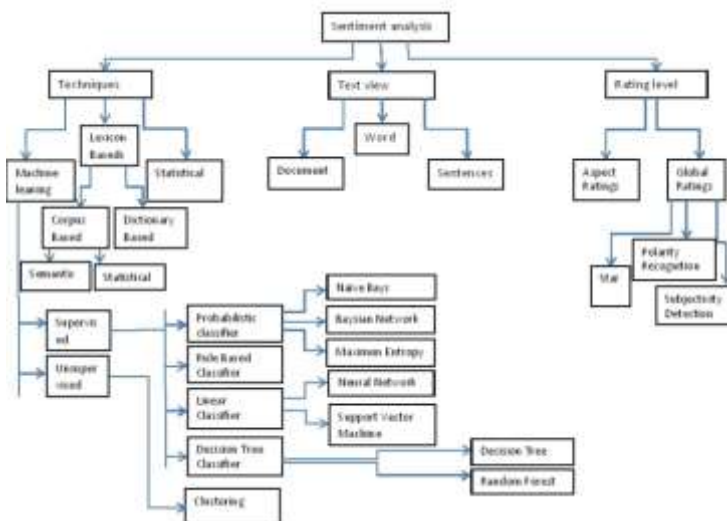 Sentiment analysis
Techniques
Text view
Rating level
Lexicon
Baseds
Word
Machine
leaning
Statistical
Document
Sentences
Aspect
Ratings
Global
Ratings
Corpus
Based
Dictionary
Based
Semantic
Statistical
Star
Polarity
Recognition
Subjectivity
Detection
Naive Bays
Supervis
ed
Probabilistic
classifier
Baysian Network
Maximum Entropy
Unsuper
vised
Rule Based
Classifier
Neural Network
Linear
Classifier
Support Vector
Machine
Decision Tree
Classifier
Decision Tree
Random Forest
Clustering